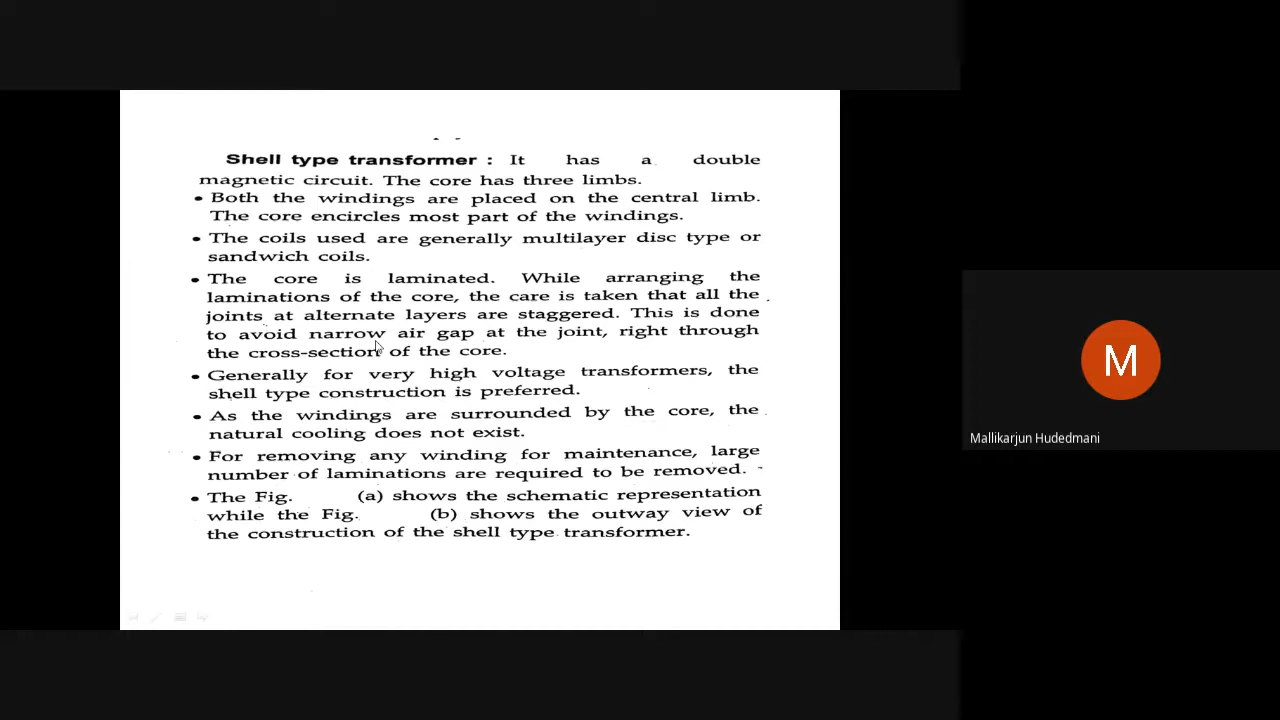 Shell type transformer : It has a double
magnetic circuit. The core has three limbs.
• Both the windings are placed on the central limb.
The core encircles most part of the windings.
• The coils used are generally multilayer disc type or
sandwich coils.
• The core is laminated. While arranging the
laminations of the core, the care is taken that all the
joints at alternate layers are staggered. This is done
to avoid narrow air gap at the joint, right through
the cross-section of the core.
• Generally for very high voltage transformers, the
shell type construction is preferred.
• As the windings are surrounded by the core, the
natural cooling does not exist.
• For removing any winding for maintenance, large
number of laminations are required to be removed.
• The Fig. (a) shows the schematic representation
while the Fig. (b) shows the outway view of
the construction of the shell type transformer.
M
Mallikarjun Hudedmani